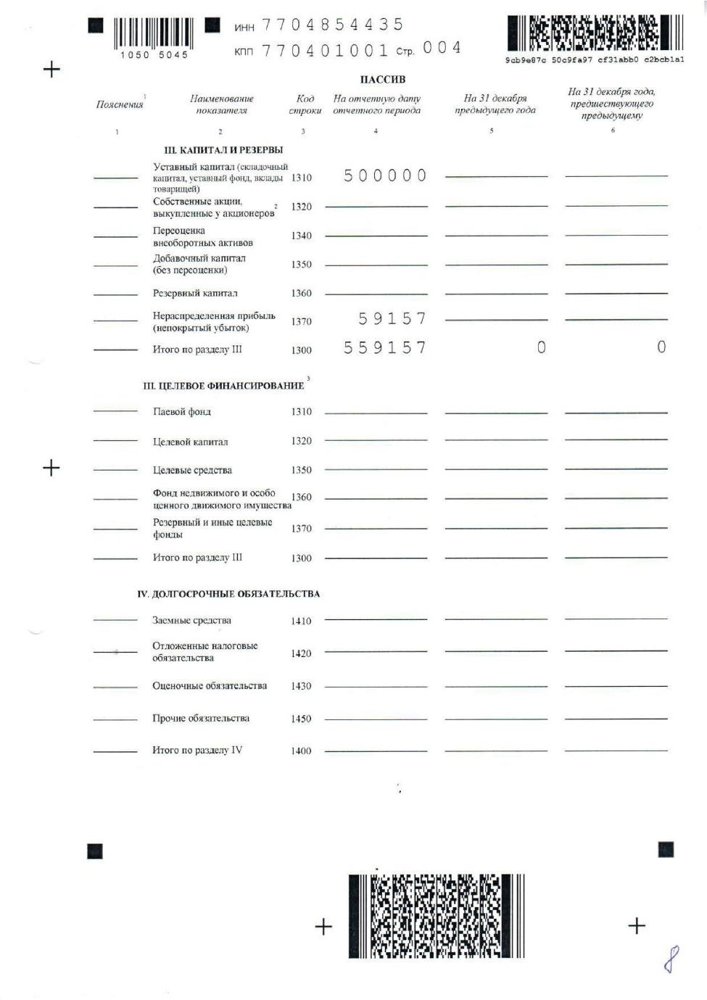 ИНН 7704854435
1050 5045
КПП 770401001 Стр. 004
9cb9e87c 50c9fa97 cf31abb0 c2bcb1a1
ПАССИВ
Пояснения 1 Наименование показателя Код строки На отчетную дату отчетного периода На 31 декабря предыдущего года На 31 декабря года, предшествующего предыдущему
1 2 3 4 5 6
III. КАПИТАЛ И РЕЗЕРВЫ
Уставный капитал (складочный
капитал, уставный фонд, вклады 1310 500000
товарищей)
Собственные акции,
выкупленные у акционеров 2 1320
Переоценка
внеоборотных активов 1340
Добавочный капитал
(без переоценки) 1350
Резервный капитал 1360
Нераспределенная прибыль
(непокрытый убыток) 1370 59157
Итого по разделу III 1300 559157 0 0
III. ЦЕЛЕВОЕ ФИНАНСИРОВАНИЕ 3
Паевой фонд 1310
Целевой капитал 1320
Целевые средства 1350
Фонд недвижимого и особо
ценного движимого имущества 1360
Резервный и иные целевые
фонды 1370
Итого по разделу III 1300
IV. ДОЛГОСРОЧНЫЕ ОБЯЗАТЕЛЬСТВА
Заемные средства 1410
Отложенные налоговые
обязательства 1420
Оценочные обязательства 1430
Прочие обязательства 1450
Итого по разделу IV 1400
8